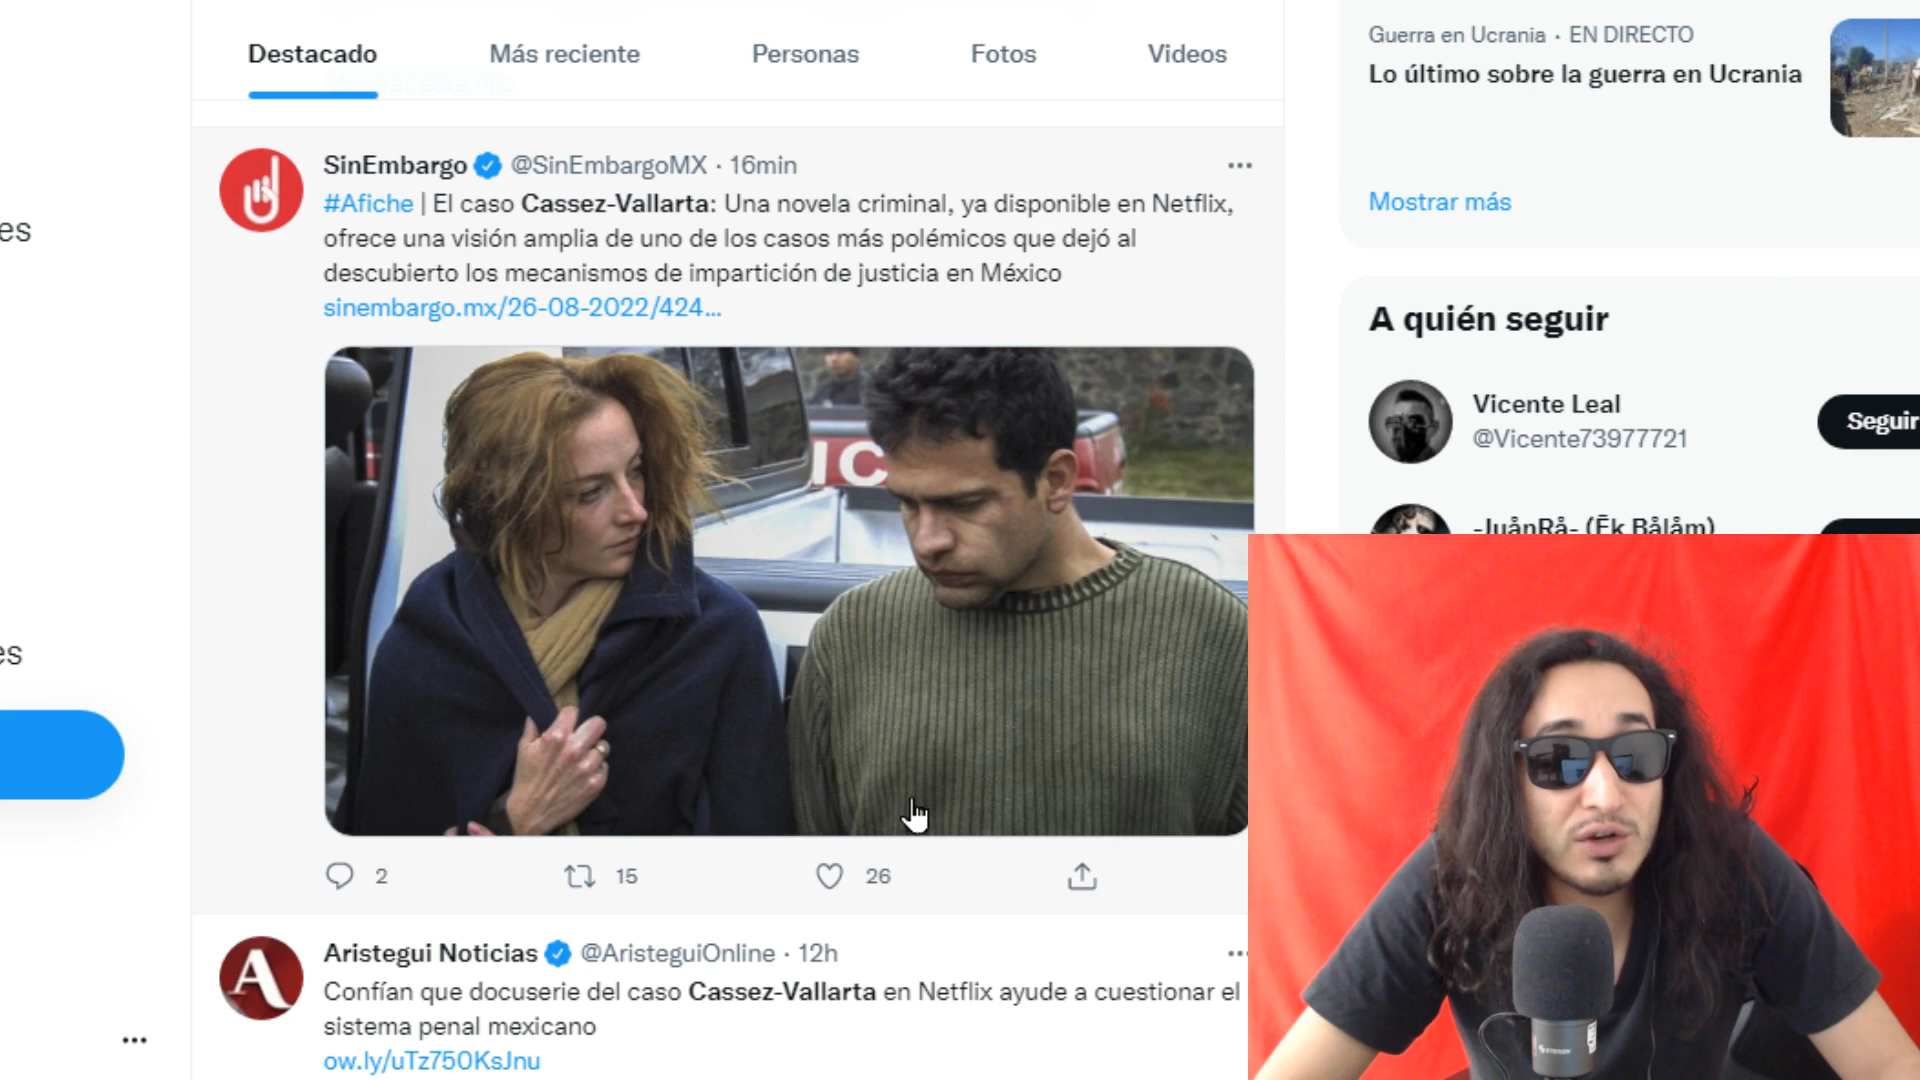 Destacado
Más reciente
Personas
Fotos
Videos
SinEmbargo @SinEmbargoMX · 16min
#Afiche | El caso Cassez-Vallarta: Una novela criminal, ya disponible en Netflix,
ofrece una visión amplia de uno de los casos más polémicos que dejó al
descubierto los mecanismos de impartición de justicia en México
sinembargo.mx/26-08-2022/424...
IC
2
15
26
Aristegui Noticias @AristeguiOnline · 12h
Confían que docuserie del caso Cassez-Vallarta en Netflix ayude a cuestionar el
sistema penal mexicano
ow.ly/uTz750KsJnu
es
es
Guerra en Ucrania · EN DIRECTO
Lo último sobre la guerra en Ucrania
Mostrar más
A quién seguir
Vicente Leal
@Vicente73977721
Seguir
-JuånRå- (Ēk Bålåm)